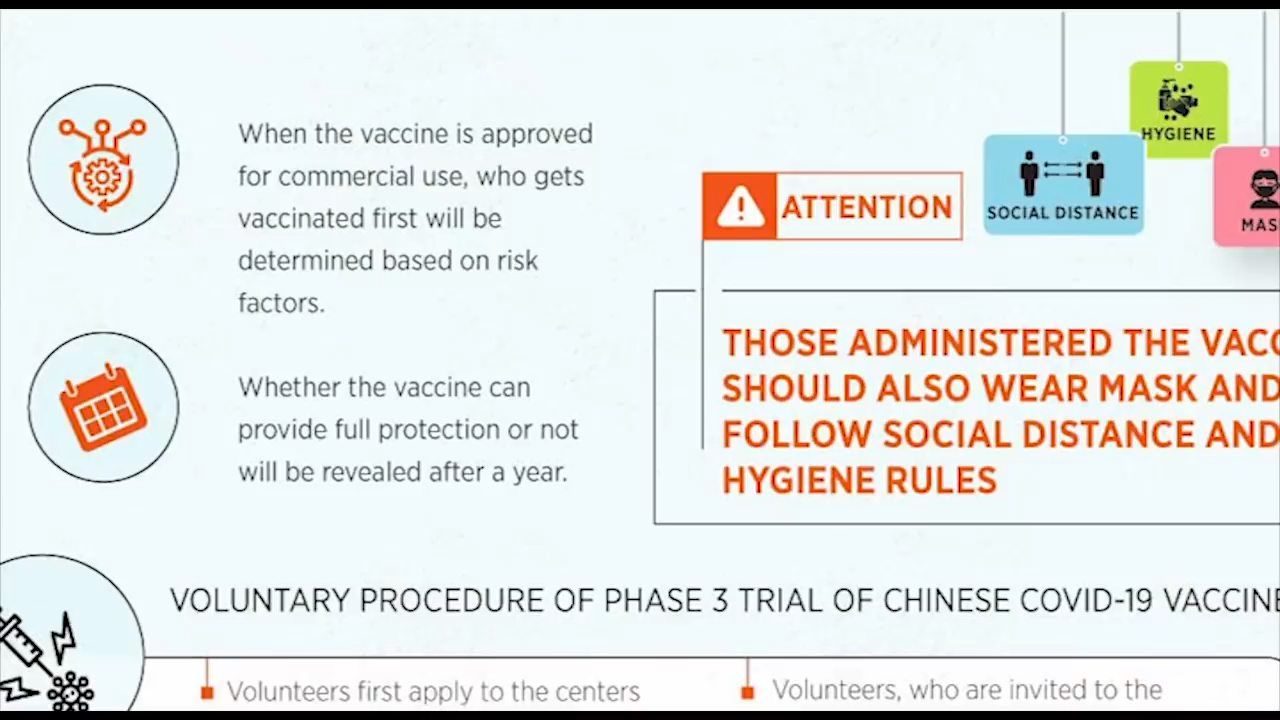 When the vaccine is approved
for commercial use, who gets
vaccinated first will be
determined based on risk
factors.
Whether the vaccine can
provide full protection or not
will be revealed after a year.
HYGIENE
SOCIAL DISTANCE
ATTENTION
THOSE ADMINISTERED THE
SHOULD ALSO WEAR MASK AND
FOLLOW SOCIAL DISTANCE AND
HYGIENE RULES
VOLUNTARY PROCEDURE OF PHASE 3 TRIAL OF CHINESE COVID-19 VACCINE
Volunteers first apply to the centers
Volunteers, who are invited to the